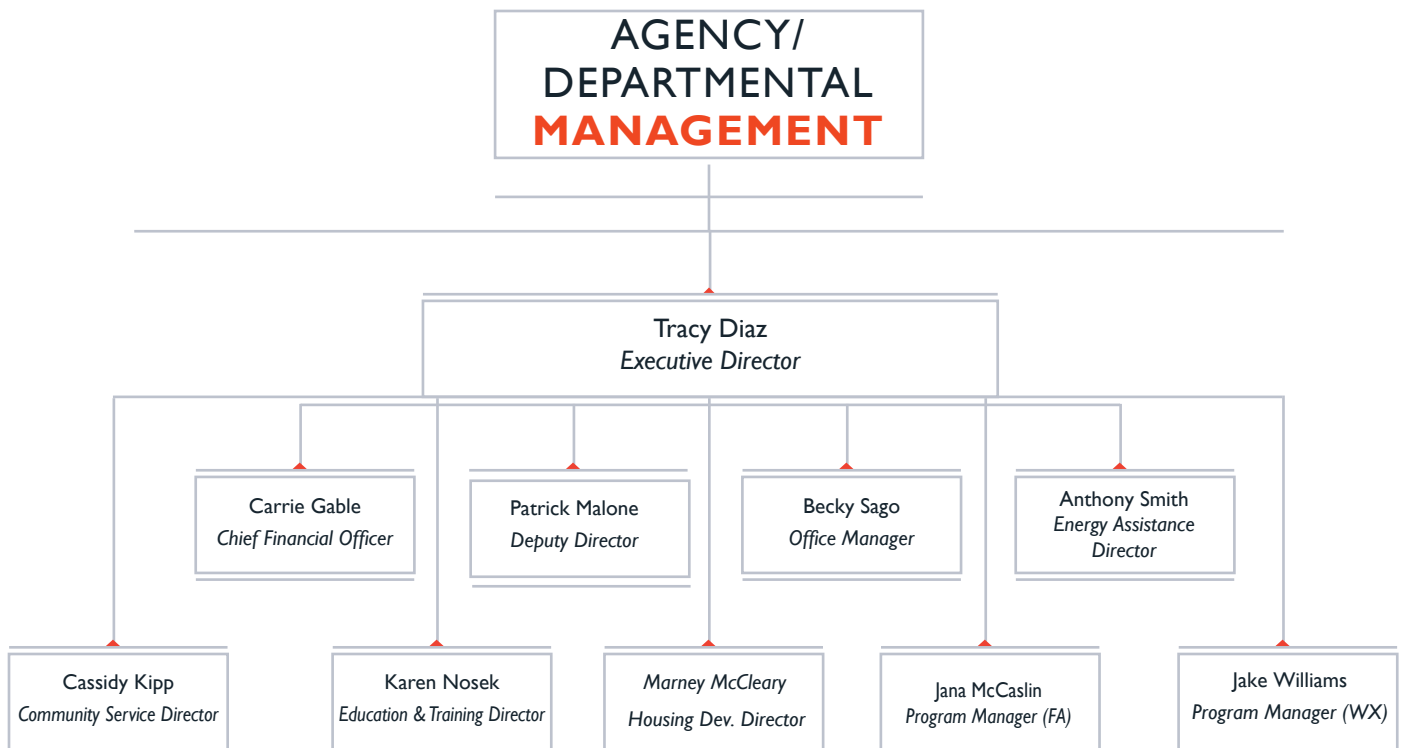 AGENCY/
DEPARTMENTAL
MANAGEMENT
Tracy Diaz
Executive Director
Carrie Gable
Chief Financial Officer
Patrick Malone
Deputy Director
Becky Sago
Office Manager
Anthony Smith
Energy Assistance
Director
Cassidy Kipp
Community Service Director
Karen Nosek
Education & Training Director
Marney McCleary
Housing Dev. Director
Jana McCaslin
Program Manager (FA)
Jake Williams
Program Manager (WX)